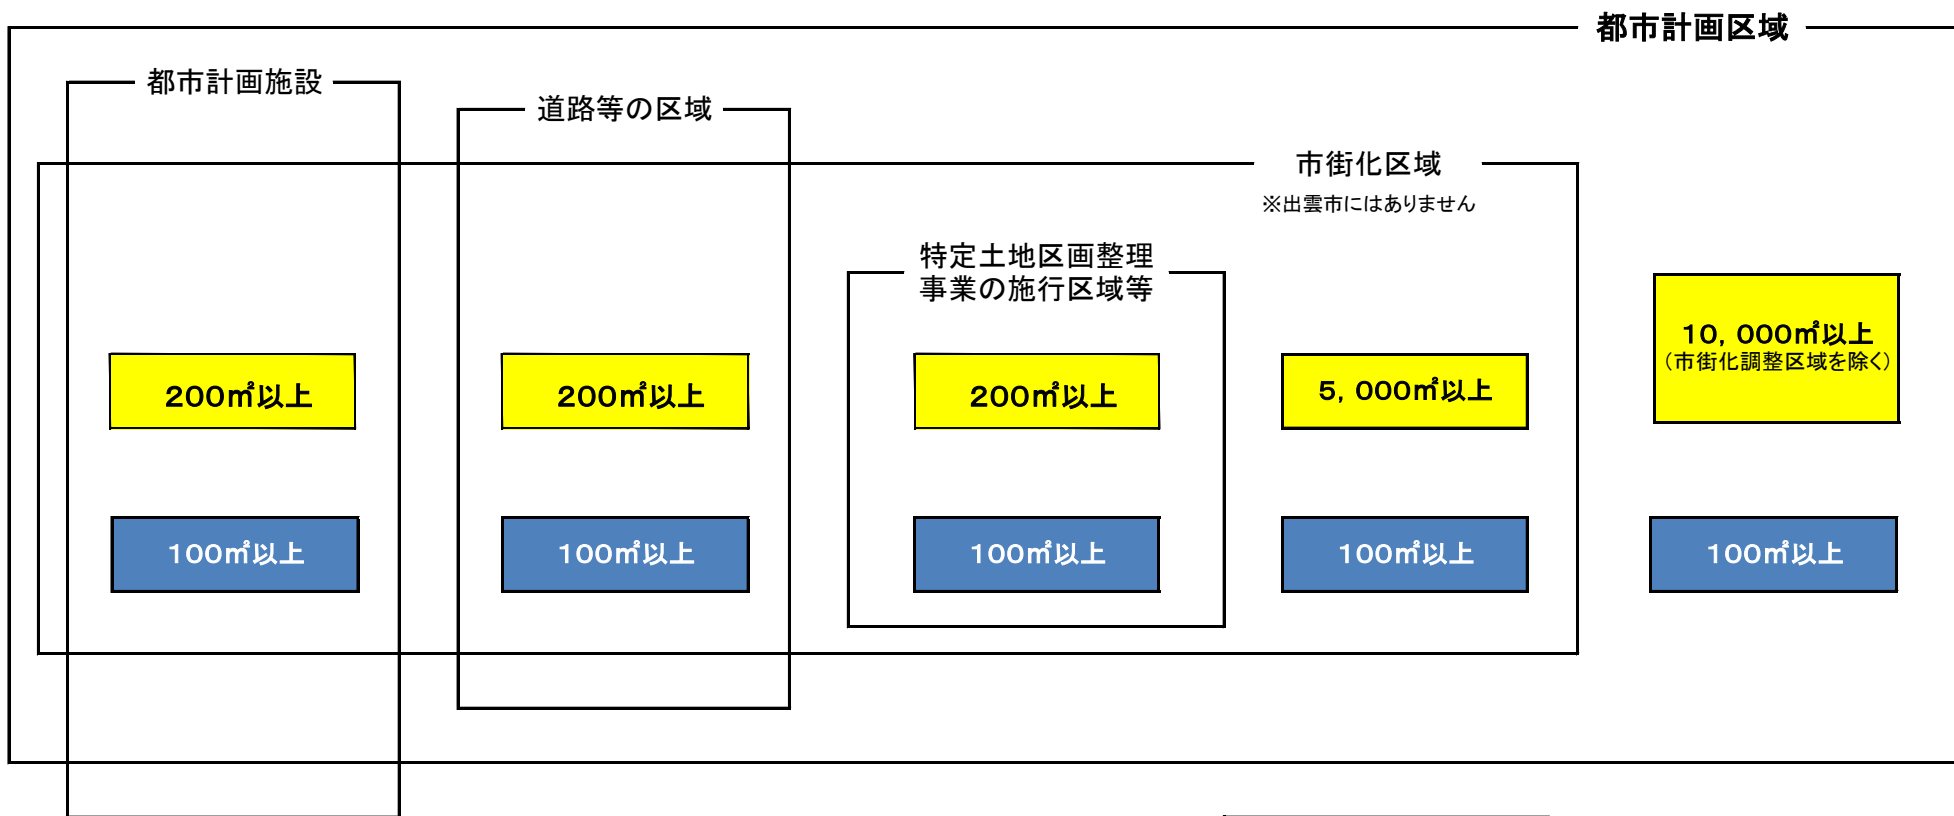 都市計画区域
都市計画施設
道路等の区域
市街化区域
※出雲市にはありません
特定土地区画整理
事業の施行区域等
200㎡以上
200㎡以上
200㎡以上
5，000㎡以上
10，000㎡以上
（市街化調整区域を除く）
100㎡以上
100㎡以上
100㎡以上
100㎡以上
100㎡以上